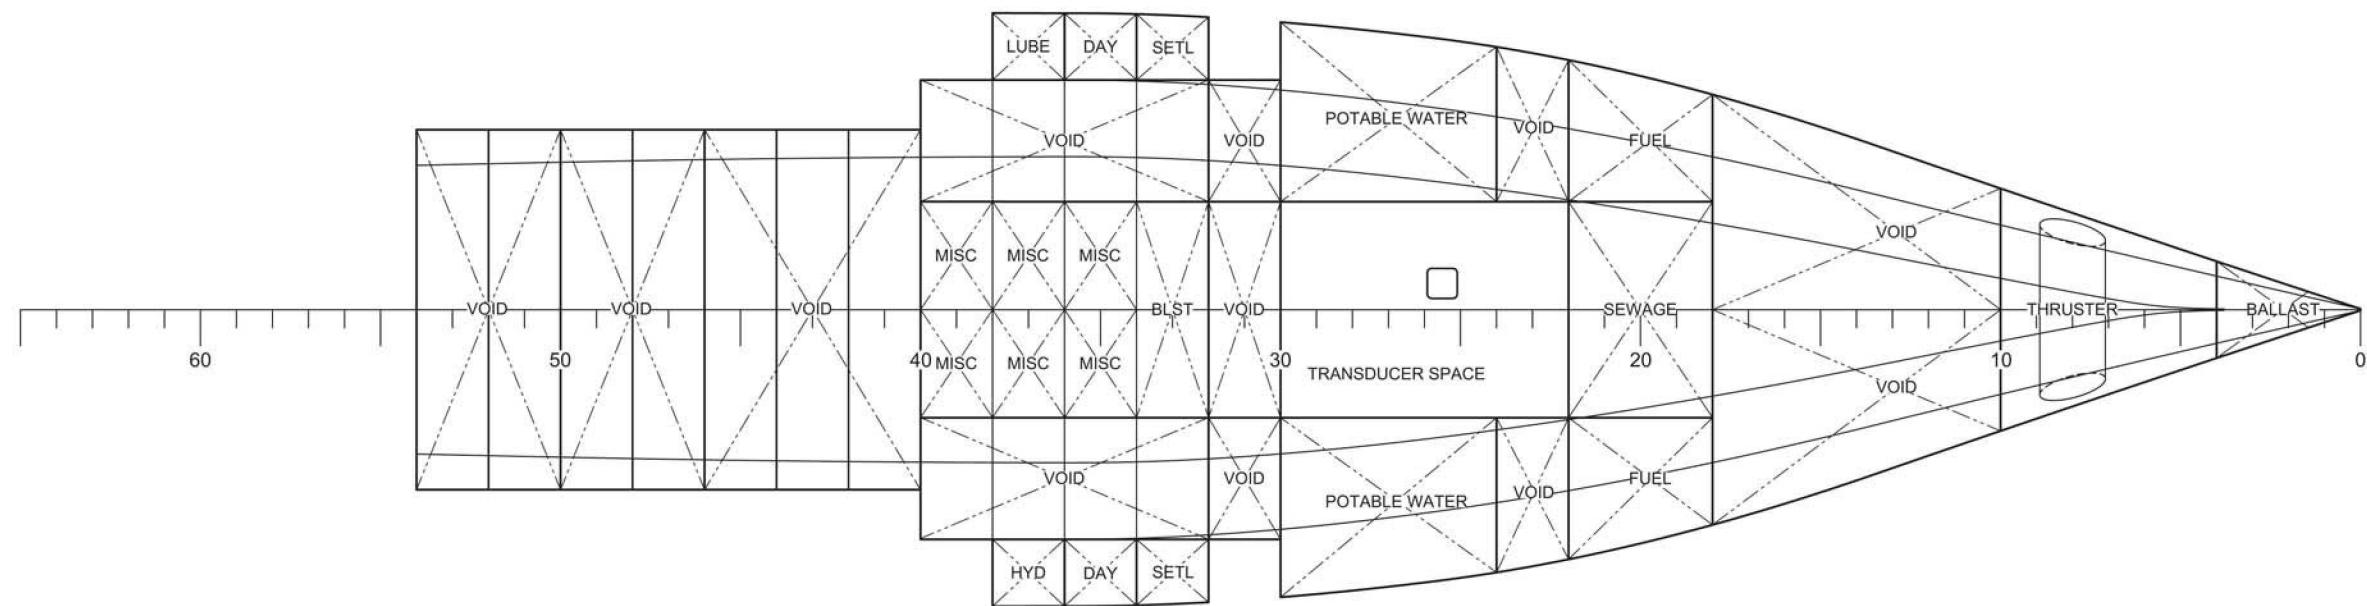 LUBE DAY SETL
POTABLE WATER
VOID
VOID VOID FUEL
VOID
MISC MISC MISC
VOID VOID VOID BLST VOID SEWAGE THRUSTER BALLAST
60 50 40 30 20 10 0
MISC MISC MISC
TRANSDUCER SPACE
VOID
VOID VOID FUEL
VOID
POTABLE WATER
HYD DAY SETL